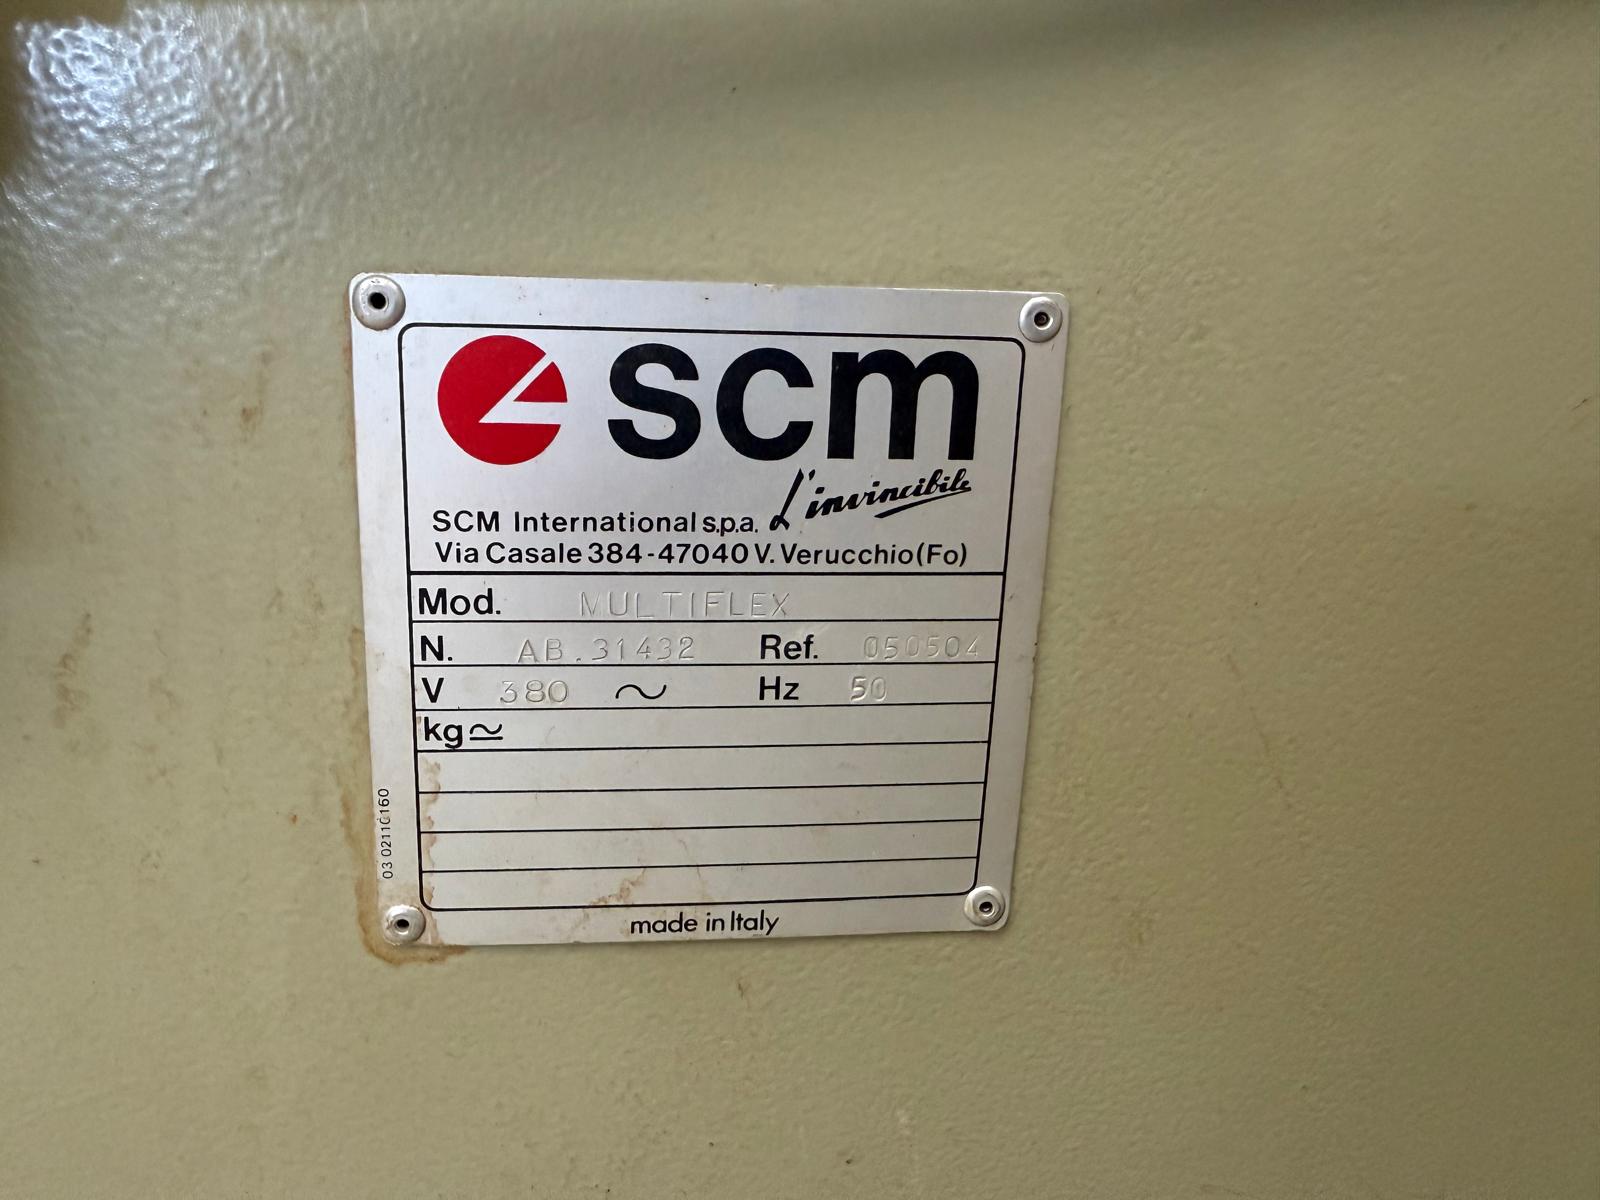 scm
L'invincibile
SCM International s.p.a.
Via Casale 384-47040 V. Verucchio (Fo)
Mod. MULTIFLEX
N. AB.31432 Ref. 050504
V 380 ~ Hz 50
kg ≃
03 02110160
made in Italy